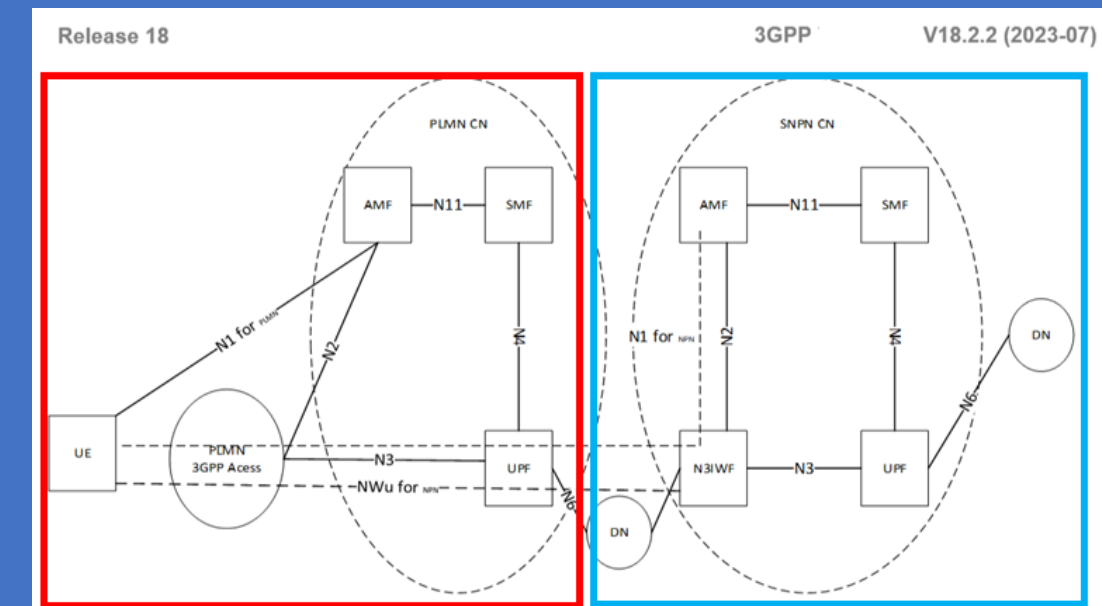 Release 18 3GPP V18.2.2 (2023-07)
PLMN CN
SNPN CN
AMF
N11
SMF
AMF
N11
SMF
N1 for PLMN
N2
N4
N1 for NPN
N2
N4
DN
N6
UE
PLMN
3GPP Acess
N3
UPF
N3IWF
N3
UPF
NWu for NPN
N6
DN